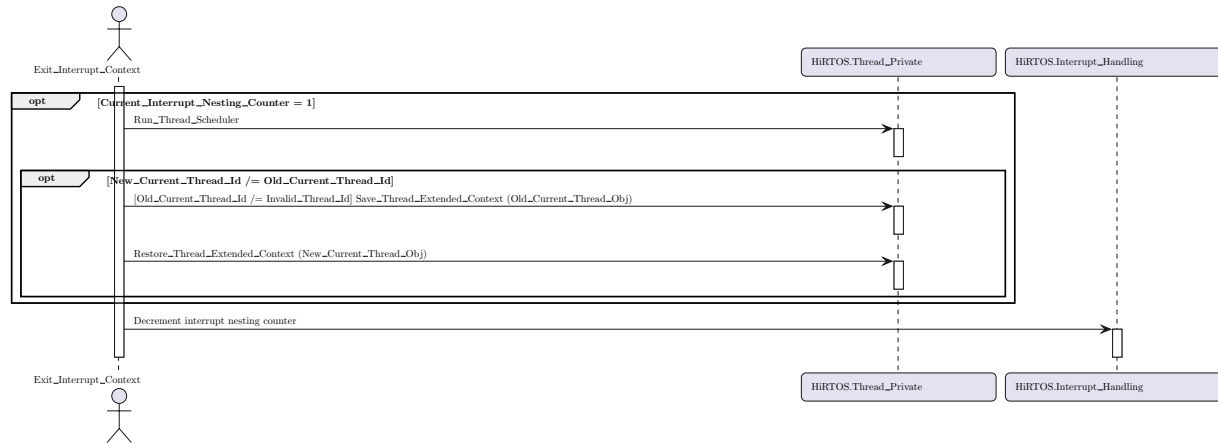 Exit_Interrupt_Context
HiRTOS.Thread_Private
HiRTOS.Interrupt_Handling
opt
[Current_Interrupt_Nesting_Counter = 1]
Run_Thread_Scheduler
opt
[New_Current_Thread_Id /= Old_Current_Thread_Id]
[Old_Current_Thread_Id /= Invalid_Thread_Id] Save_Thread_Extended_Context (Old_Current_Thread_Obj)
Restore_Thread_Extended_Context (New_Current_Thread_Obj)
Decrement interrupt nesting counter
Exit_Interrupt_Context
HiRTOS.Thread_Private
HiRTOS.Interrupt_Handling